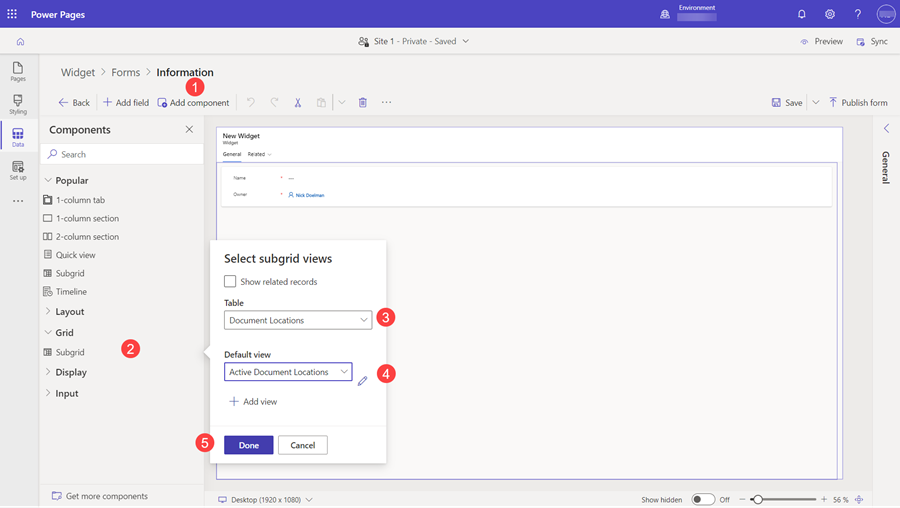 Power Pages
Environment
Site 1 - Private - Saved
Preview
Sync
Pages
Styling
Data
Set up
Widget > Forms > Information
1
Back
Add field
Add component
Save
Publish form
Components
Search
Popular
1-column tab
1-column section
2-column section
Quick view
Subgrid
Timeline
Layout
Grid
2
Subgrid
Display
Input
Get more components
New Widget
Widget
General
Related
Name * ---
Owner * Nick Doelman
Select subgrid views
Show related records
Table
Document Locations
3
Default view
Active Document Locations
4
Add view
5
Done
Cancel
General
Desktop (1920 x 1080)
Show hidden
Off
56 %